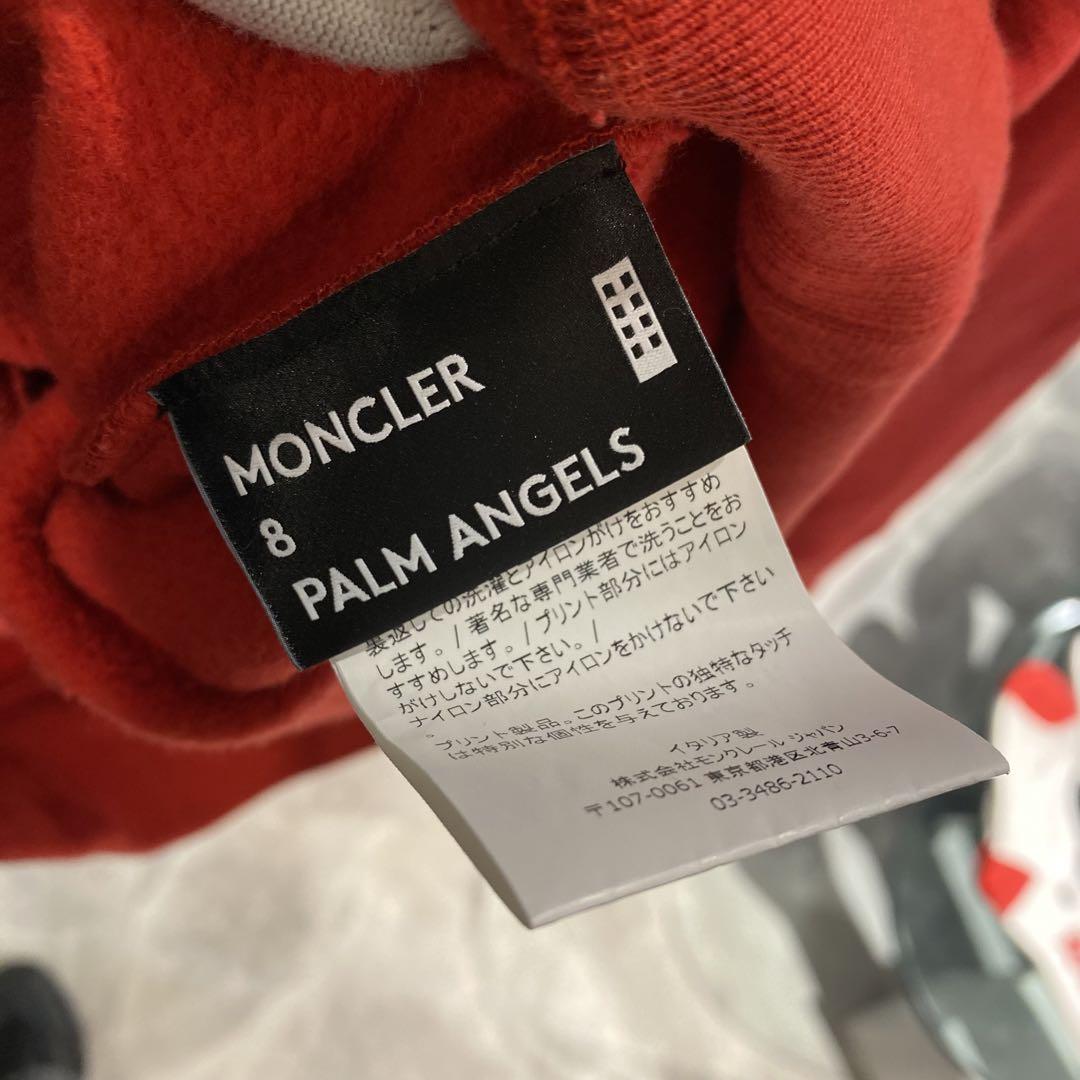 MONCLER
8
PALM ANGELS
裏返しての洗濯とアイロンがけをおすすめ
します。/ 著名な専門業者で洗うことをお
すすめします。/ プリント部分にはアイロン
がけしないで下さい。/
ナイロン部分にアイロンをかけないで下さい
。
プリント製品。このプリントの独特なタッチ
は特別な個性を与えております。
イタリア製
株式会社モンクレール・ジャパン
〒107-0061 東京都港区北青山3-6-7
03-3486-2110